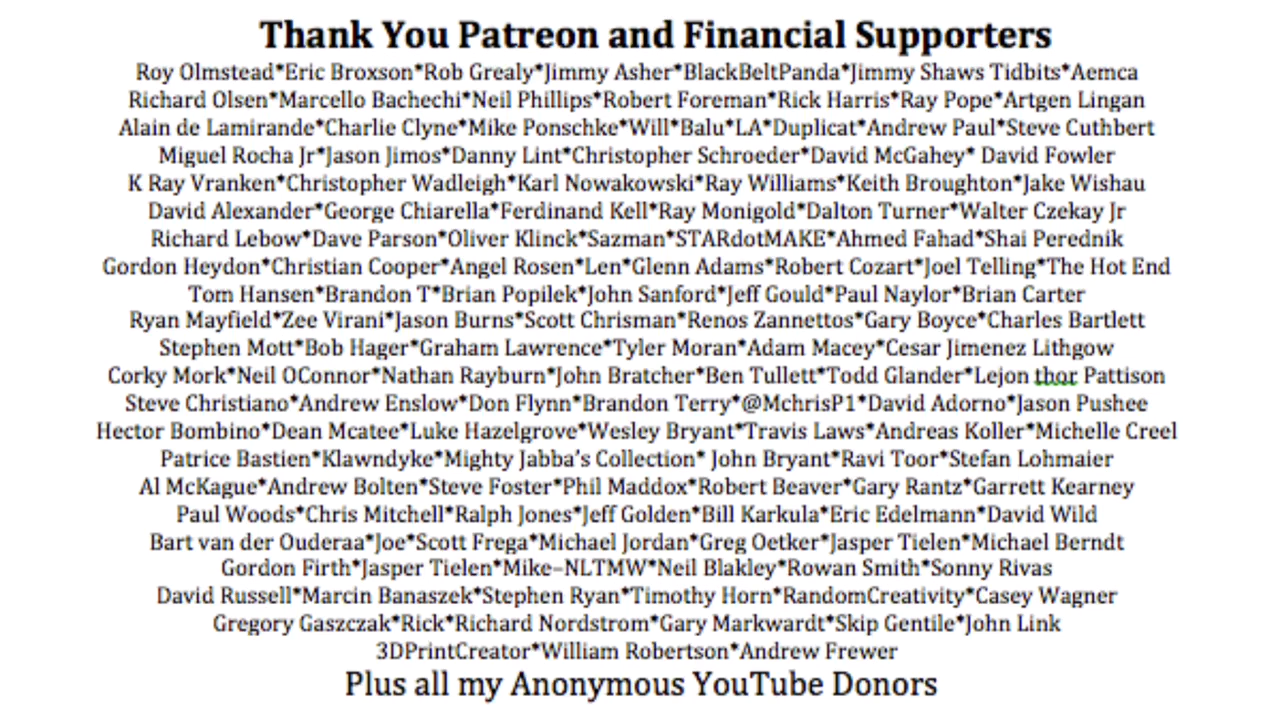 Thank You Patreon and Financial Supporters
Roy Olmstead*Eric Broxson*Rob Grealy*Jimmy Asher*BlackBeltPanda*Jimmy Shaws Tidbits*Aemca
Richard Olsen*Marcello Bachechi*Neil Phillips*Robert Foreman*Rick Harris*Ray Pope*Artgen Lingan
Alain de Lamirande*Charlie Clyne*Mike Ponschke*Will*Balu*LA*Duplicat*Andrew Paul*Steve Cuthbert
Miguel Rocha Jr*Jason Jimos*Danny Lint*Christopher Schroeder*David McGahey* David Fowler
K Ray Vranken*Christopher Wadleigh*Karl Nowakowski*Ray Williams*Keith Broughton*Jake Wishau
David Alexander*George Chiarella*Ferdinand Kell*Ray Monigold*Dalton Turner*Walter Czekay Jr
Richard Lebow*Dave Parson*Oliver Klinck*Sazman*STARdotMAKE*Ahmed Fahad*Shai Perednik
Gordon Heydon*Christian Cooper*Angel Rosen*Len*Glenn Adams*Robert Cozart*Joel Telling*The Hot End
Tom Hansen*Brandon T*Brian Popilek*John Sanford*Jeff Gould*Paul Naylor*Brian Carter
Ryan Mayfield*Zee Virani*Jason Burns*Scott Chrisman*Renos Zannettos*Gary Boyce*Charles Bartlett
Stephen Mott*Bob Hager*Graham Lawrence*Tyler Moran*Adam Macey*Cesar Jimenez Lithgow
Corky Mork*Neil OConnor*Nathan Rayburn*John Bratcher*Ben Tullett*Todd Glander*Lejon thor Pattison
Steve Christiano*Andrew Enslow*Don Flynn*Brandon Terry*@MchrisP1*David Adorno*Jason Pushee
Hector Bombino*Dean Mcatee*Luke Hazelgrove*Wesley Bryant*Travis Laws*Andreas Koller*Michelle Creel
Patrice Bastien*Klawndyke*Mighty Jabba’s Collection* John Bryant*Ravi Toor*Stefan Lohmaier
Al McKague*Andrew Bolten*Steve Foster*Phil Maddox*Robert Beaver*Gary Rantz*Garrett Kearney
Paul Woods*Chris Mitchell*Ralph Jones*Jeff Golden*Bill Karkula*Eric Edelmann*David Wild
Bart van der Ouderaa*Joe*Scott Frega*Michael Jordan*Greg Oetker*Jasper Tielen*Michael Berndt
Gordon Firth*Jasper Tielen*Mike–NLTMW*Neil Blakley*Rowan Smith*Sonny Rivas
David Russell*Marcin Banaszek*Stephen Ryan*Timothy Horn*RandomCreativity*Casey Wagner
Gregory Gaszczak*Rick*Richard Nordstrom*Gary Markwardt*Skip Gentile*John Link
3DPrintCreator*William Robertson*Andrew Frewer
Plus all my Anonymous YouTube Donors